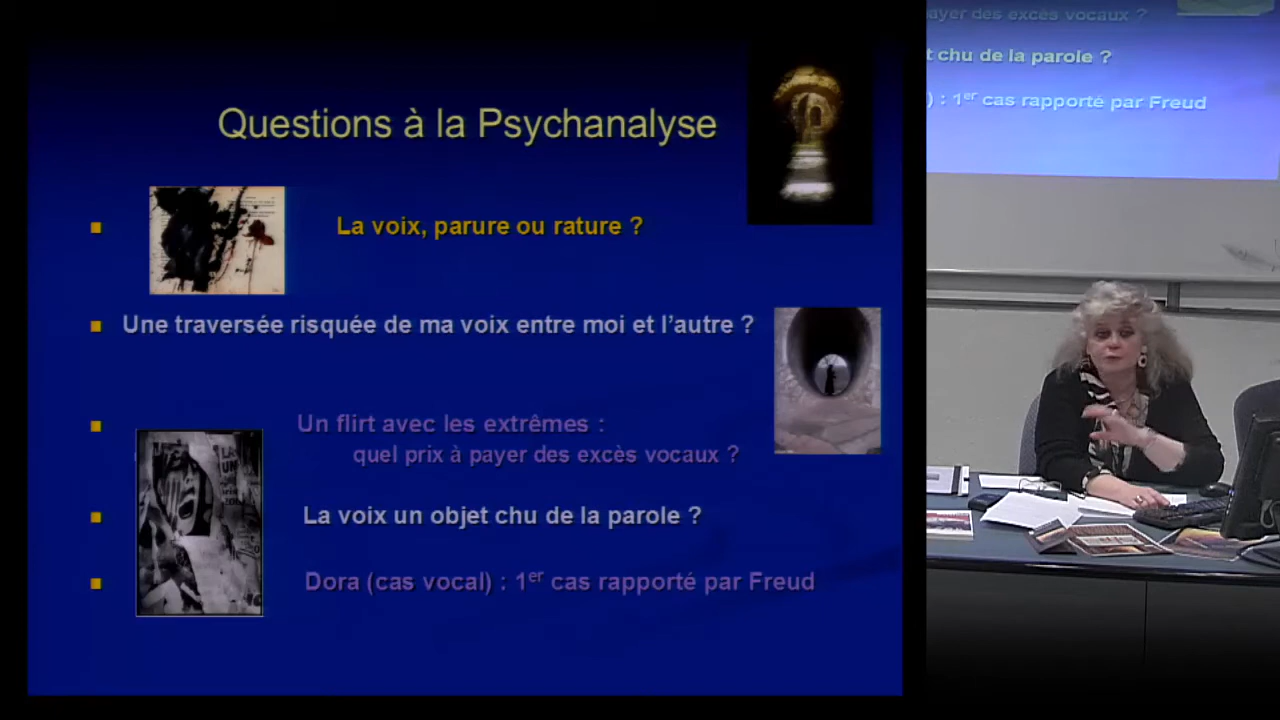 Questions à la Psychanalyse
La voix, parure ou rature ?
Une traversée risquée de ma voix entre moi et l'autre ?
Un flirt avec les extrêmes :
quel prix à payer des excès vocaux ?
La voix un objet chu de la parole ?
Dora (cas vocal) : 1er cas rapporté par Freud
payer des excès vocaux ?
t chu de la parole ?
) : 1er cas rapporté par Freud